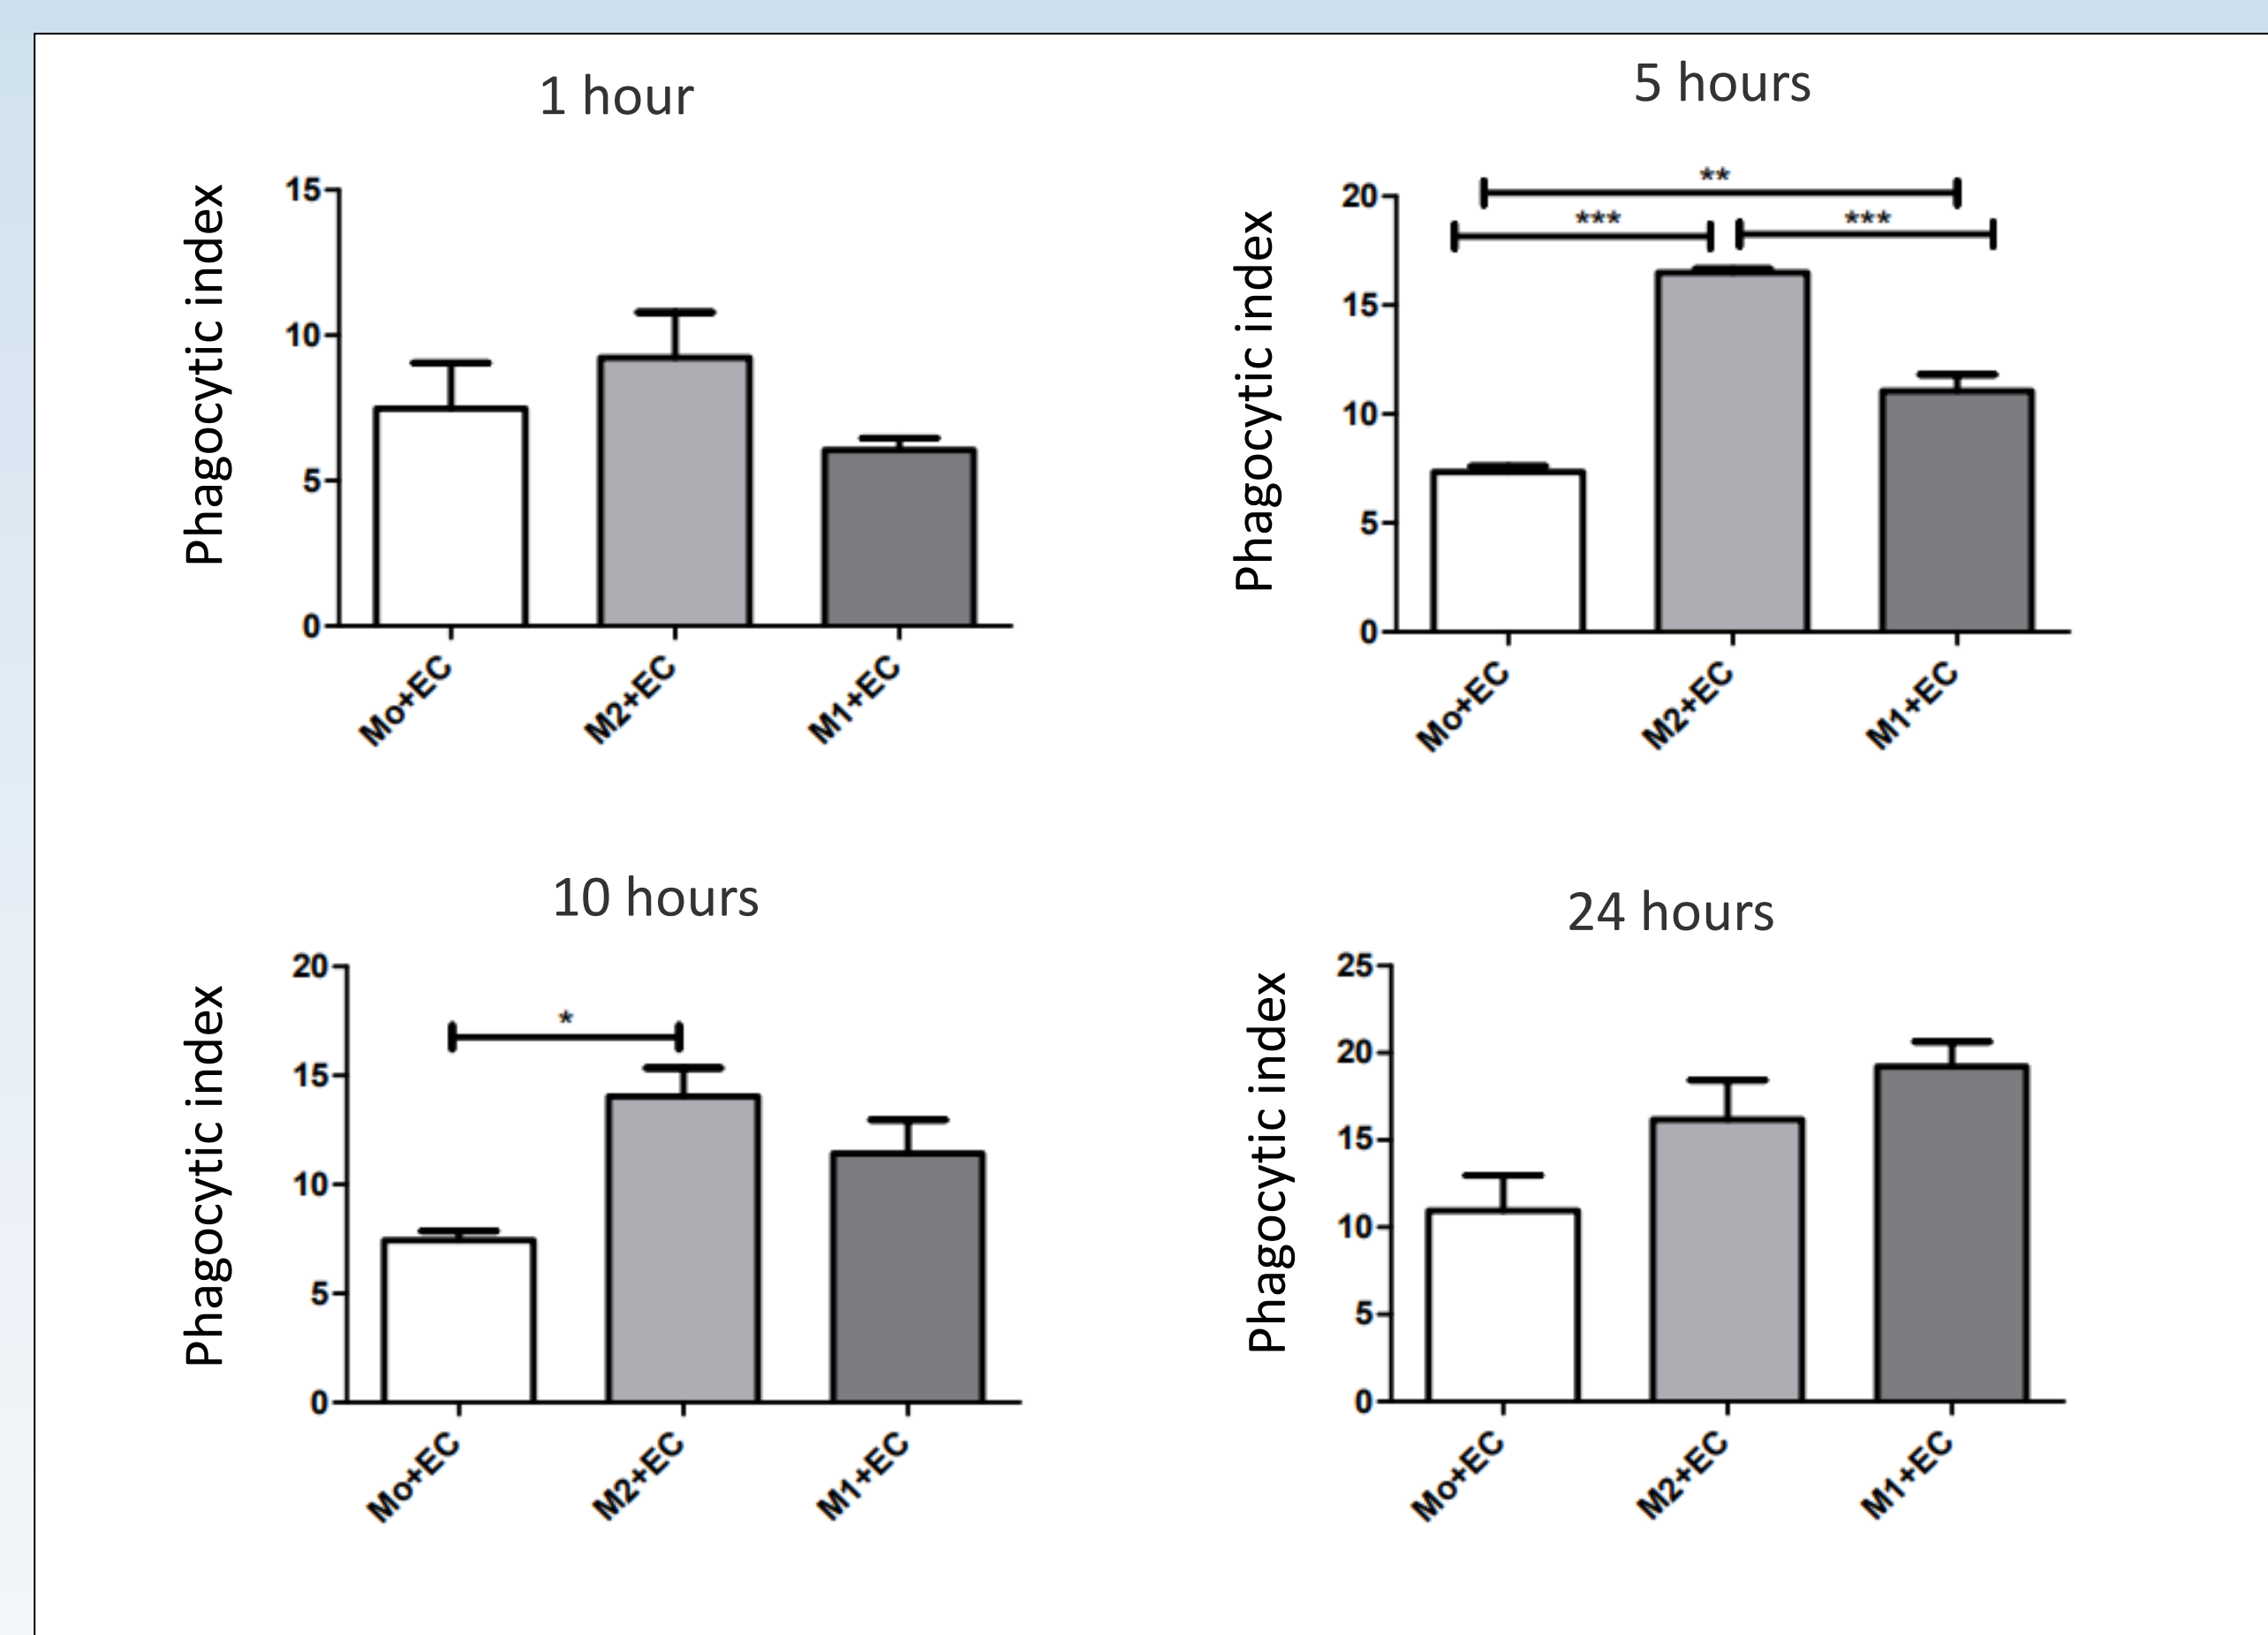 1 hour
Phagocytic index
15
10
5
0
Mo+EC
M2+EC
M1+EC
5 hours
Phagocytic index
**
***
***
20
15
10
5
0
Mo+EC
M2+EC
M1+EC
10 hours
Phagocytic index
*
20
15
10
5
0
Mo+EC
M2+EC
M1+EC
24 hours
Phagocytic index
25
20
15
10
5
0
Mo+EC
M2+EC
M1+EC